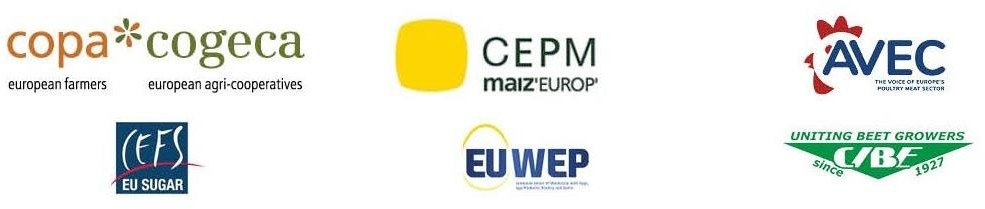 copa*cogeca
european farmers european agri-cooperatives
CEPM
maïz'EUROP'
AVEC
THE VOICE OF EUROPE'S
POULTRY MEAT SECTOR
CEFS
EU SUGAR
EUWEP
UNITING BEET GROWERS
CIBE
since 1927